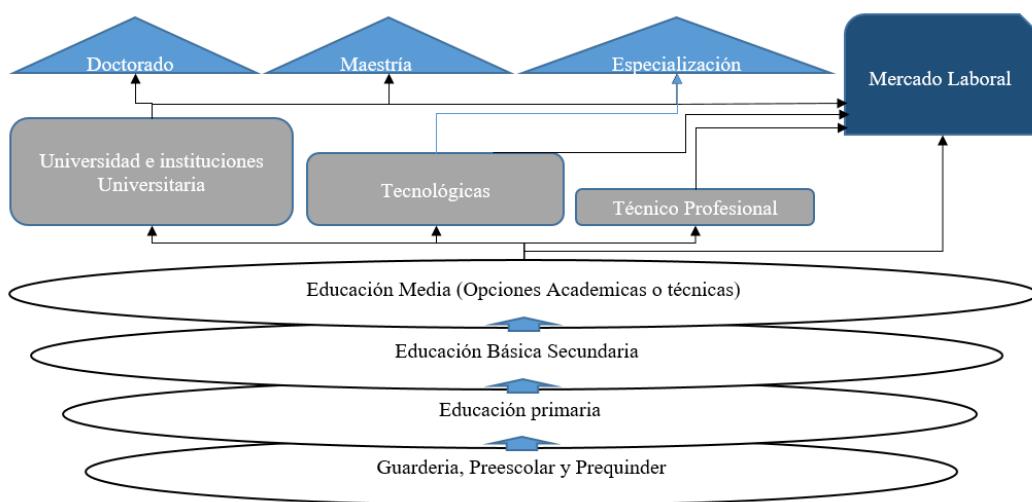 Doctorado
Maestría
Especialización
Mercado Laboral
Universidad e instituciones
Universitaria
Tecnológicas
Técnico Profesional
Educación Media (Opciones Academicas o técnicas)
Educación Básica Secundaria
Educación primaria
Guarderia, Preescolar y Prequinder